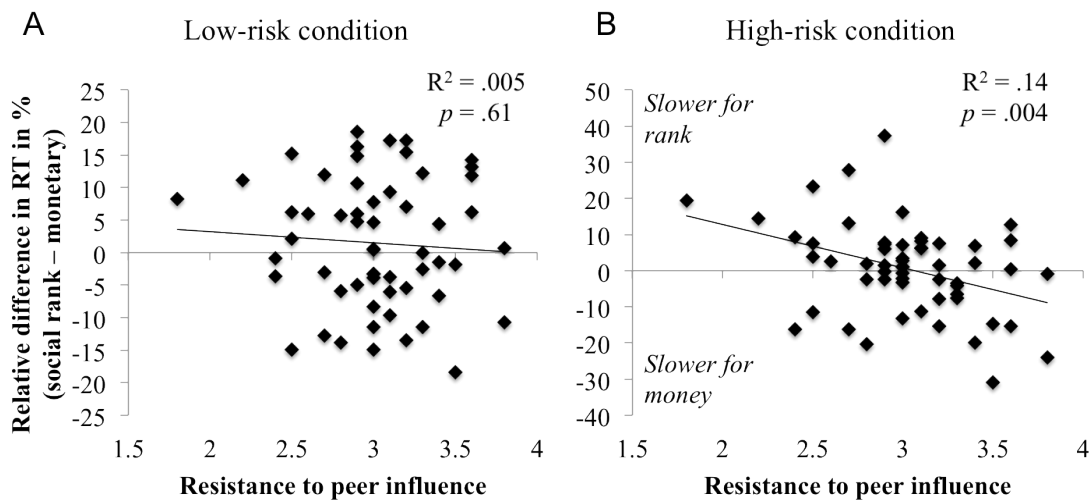 A
Low-risk condition
R² = .005
p = .61
Relative difference in RT in %
(social rank – monetary)
25
20
15
10
5
0
-5
-10
-15
-20
-25
1.5
2
2.5
3
3.5
4
Resistance to peer influence
B
High-risk condition
R² = .14
p = .004
Slower for
rank
Slower for
money
50
40
30
20
10
0
-10
-20
-30
-40
1.5
2
2.5
3
3.5
4
Resistance to peer influence